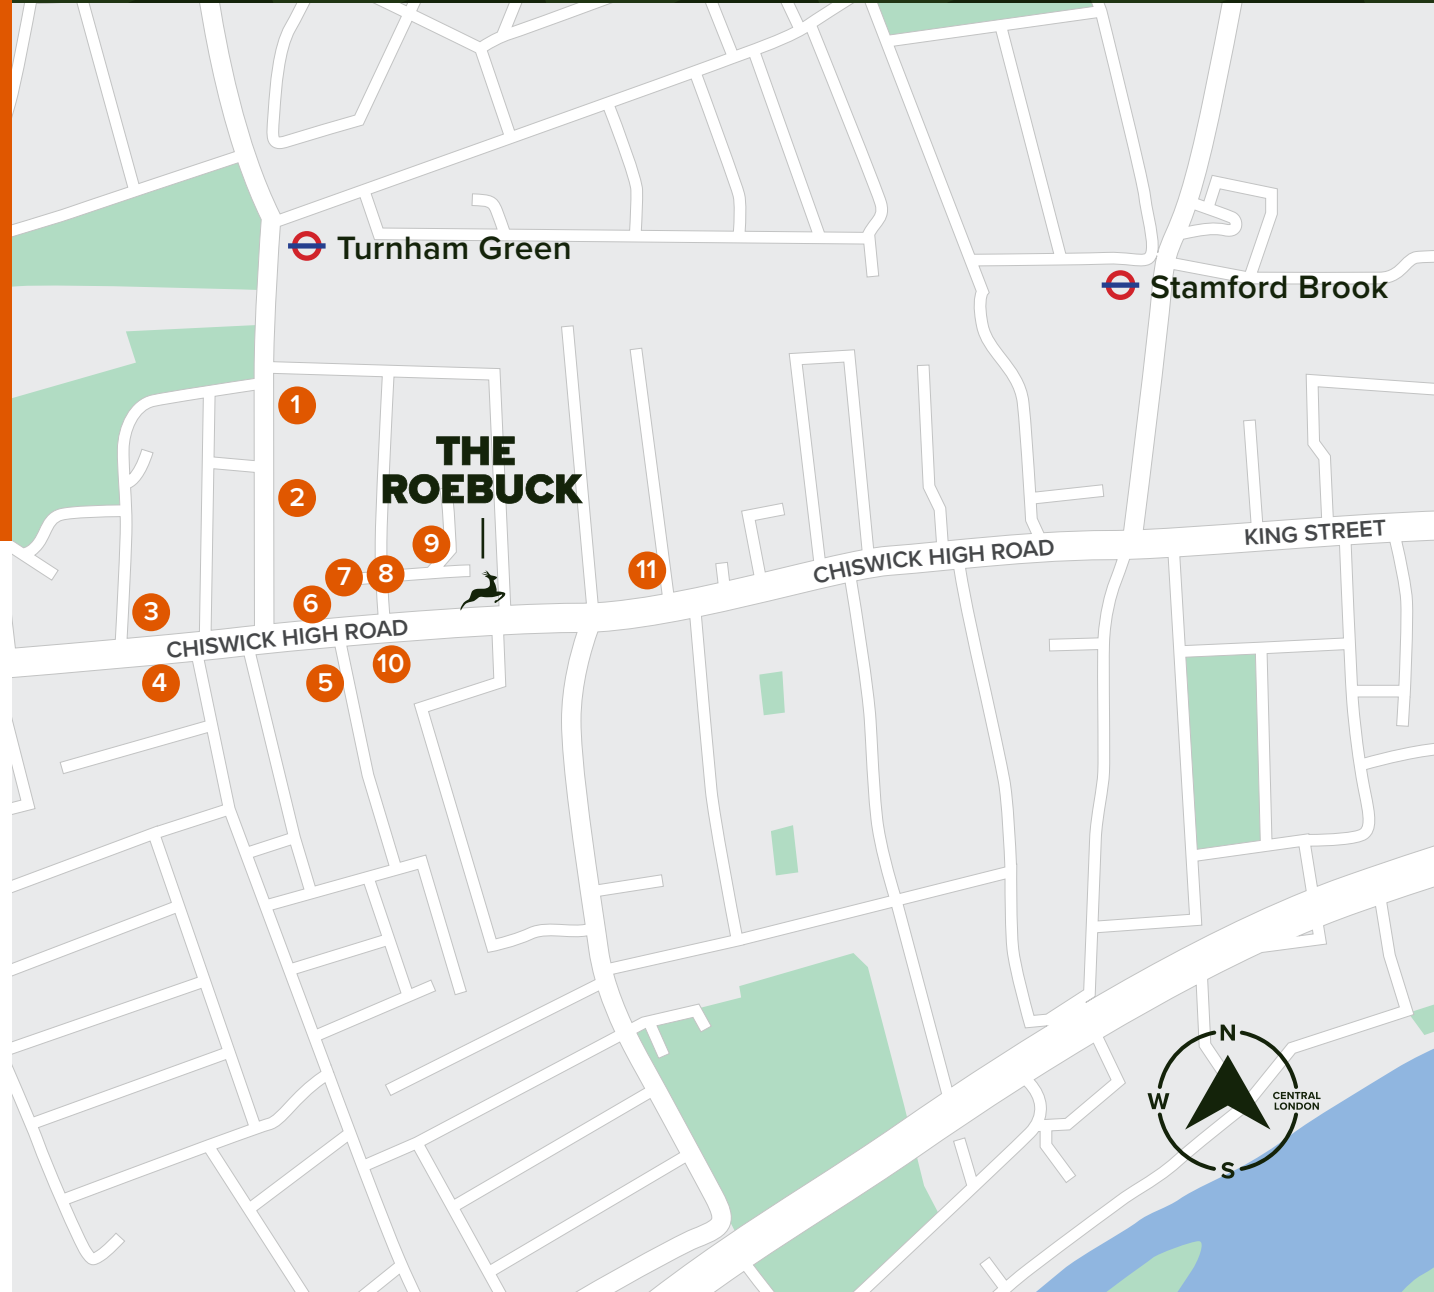 Turnham Green
Stamford Brook
1
THE
ROEBUCK
2
KING STREET
9
CHISWICK HIGH ROAD
7
8
11
6
3
CHISWICK HIGH ROAD
10
4
5
N
W
CENTRAL
LONDON
S